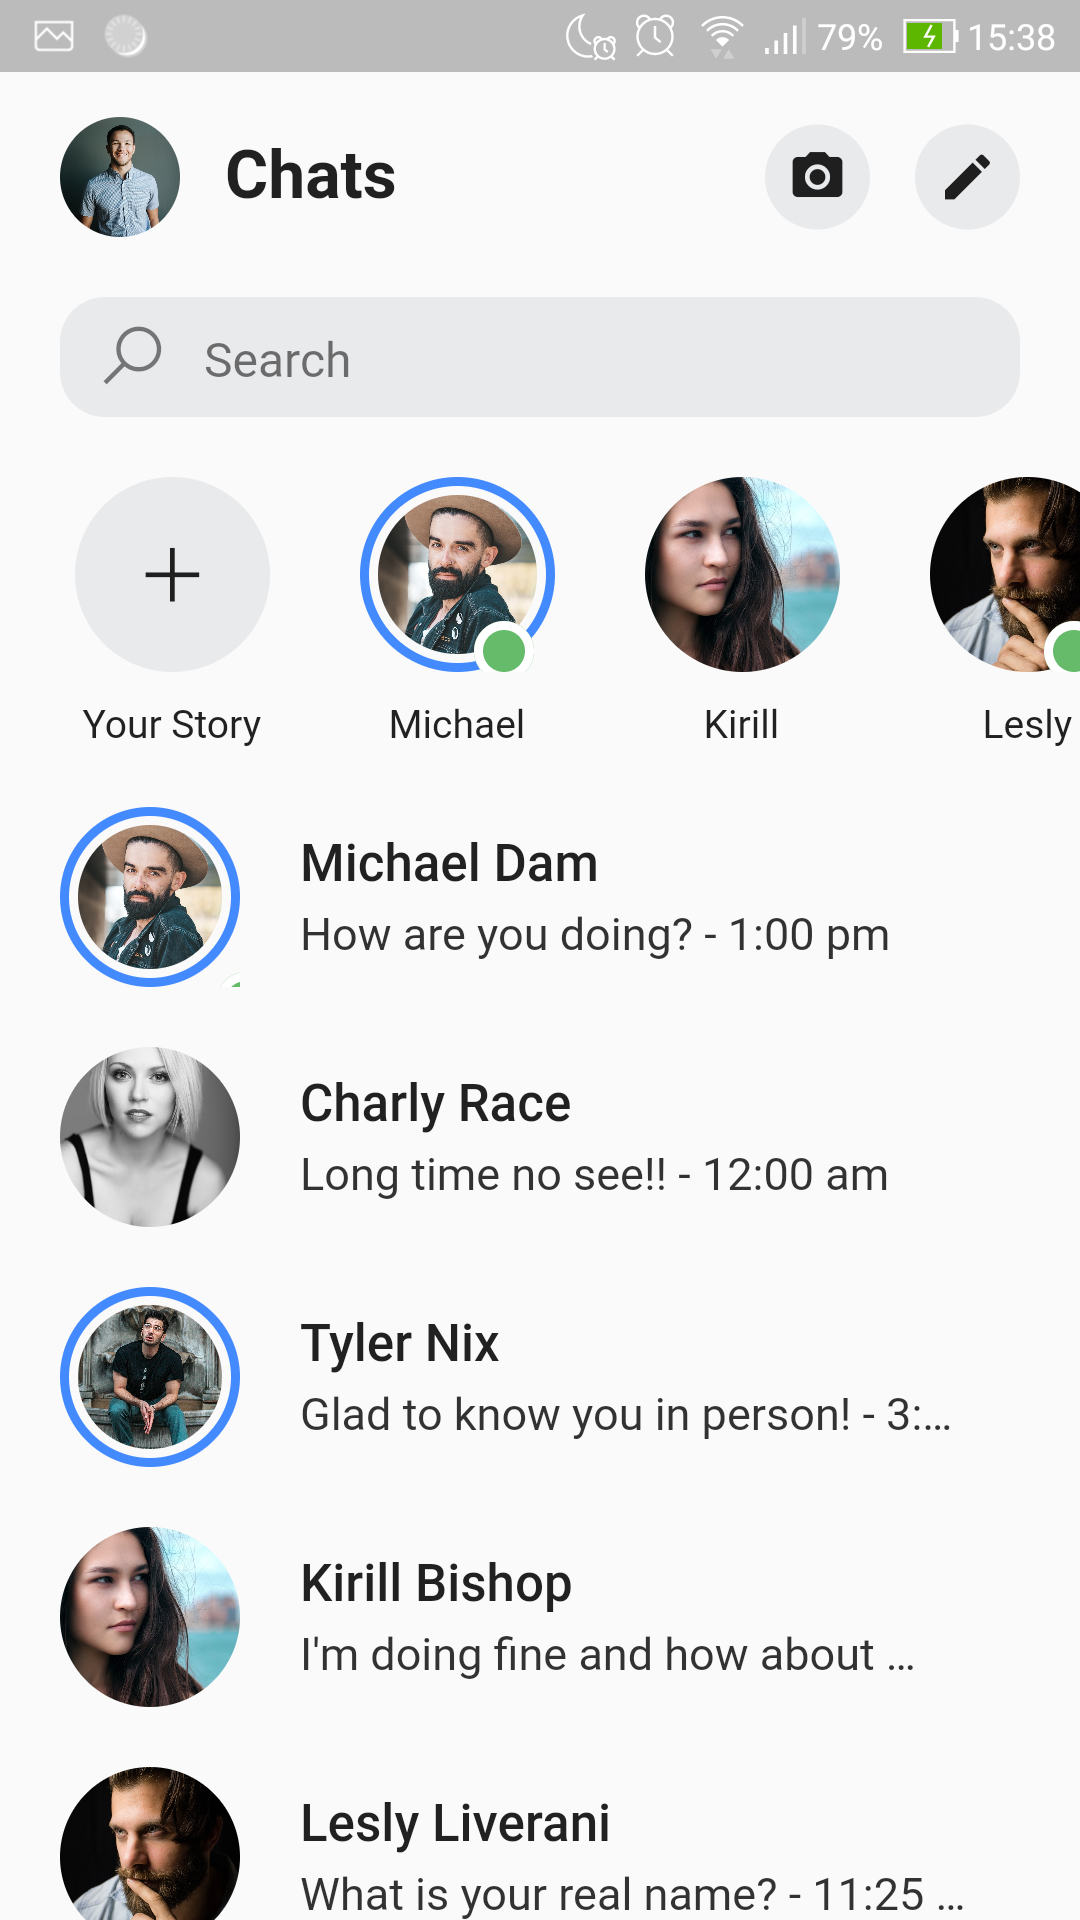 79% 15:38
Chats
Search
Your Story Michael Kirill Lesly
Michael Dam
How are you doing? - 1:00 pm
Charly Race
Long time no see!! - 12:00 am
Tyler Nix
Glad to know you in person! - 3:...
Kirill Bishop
I'm doing fine and how about ...
Lesly Liverani
What is your real name? - 11:25 ...